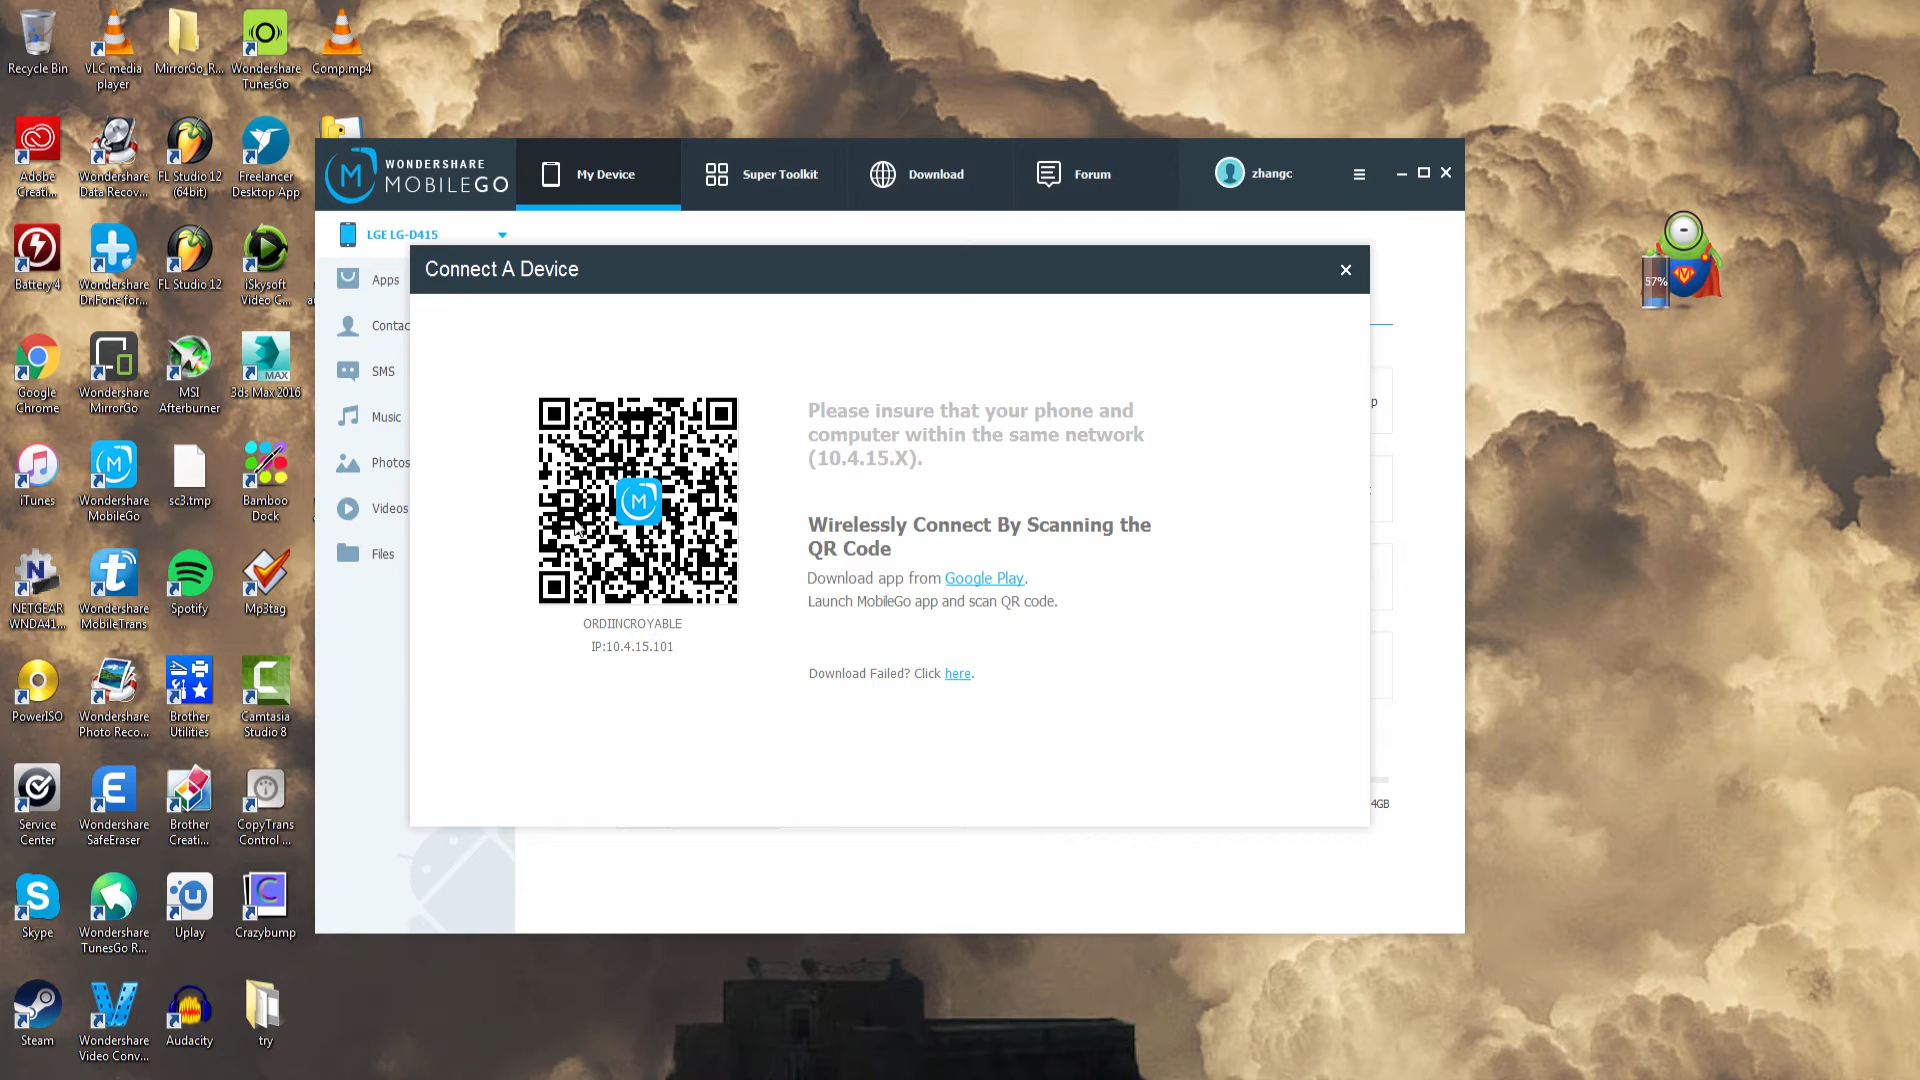 Recycle Bin
VLC media player
MirrorGo_R...
Wondershare TunesGo
Comp.mp4
Adobe Creati...
Wondershare Data Recov...
FL Studio 12 (64bit)
Freelancer Desktop App
Battery 4
Wondershare Dr.Fone for...
FL Studio 12
iSkysoft Video C...
Google Chrome
Wondershare MirrorGo
MSI Afterburner
3ds Max 2016
MAX
iTunes
Wondershare MobileGo
sc3.tmp
Bamboo Dock
NETGEAR WNDA41...
Wondershare MobileTrans
Spotify
Mp3tag
PowerISO
Wondershare Photo Reco...
Brother Utilities
Camtasia Studio 8
Service Center
Wondershare SafeEraser
Brother Creati...
CopyTrans Control ...
Skype
Wondershare TunesGo R...
Uplay
Crazybump
Steam
Wondershare Video Conv...
Audacity
try
WONDERSHARE
MOBILEGO
My Device
Super Toolkit
Download
Forum
zhangc
LGE LG-D415
Apps
Contac
SMS
Music
Photos
Videos
Files
Connect A Device
Please insure that your phone and
computer within the same network
(10.4.15.X).
Wirelessly Connect By Scanning the
QR Code
Download app from Google Play.
Launch MobileGo app and scan QR code.
ORDIINCROYABLE
IP:10.4.15.101
Download Failed? Click here.
p
4GB
57%